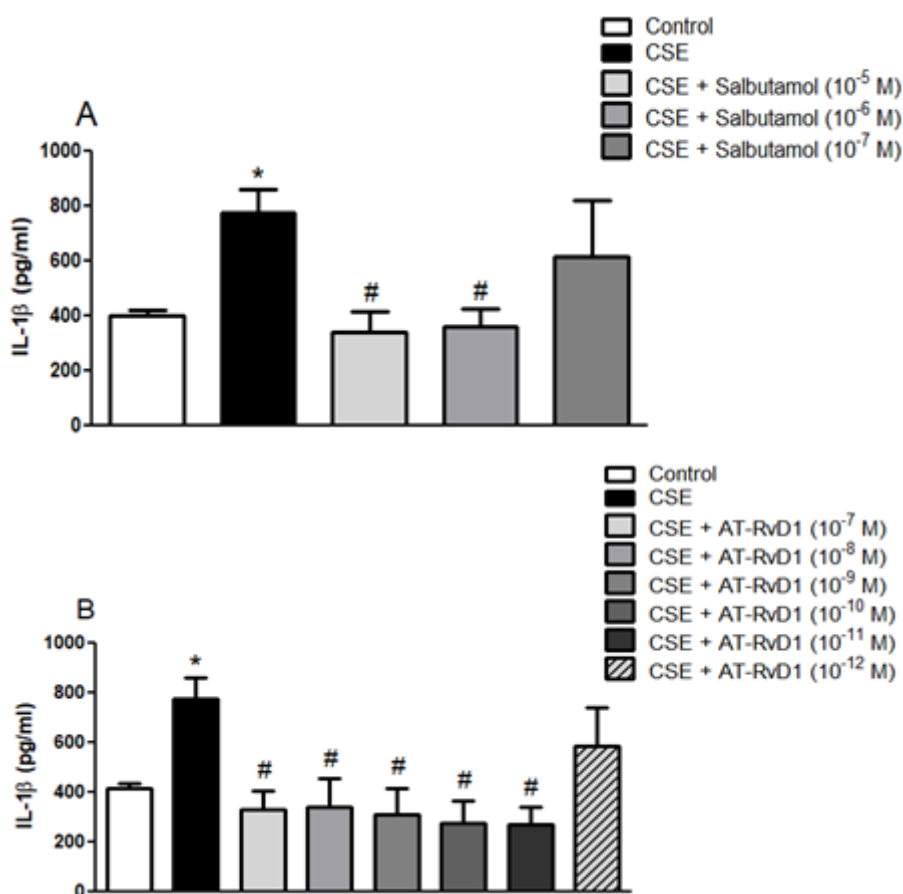 Control
CSE
CSE + Salbutamol (10⁻⁵ M)
CSE + Salbutamol (10⁻⁶ M)
CSE + Salbutamol (10⁻⁷ M)
A
1000
800
600
400
200
0
IL-1β (pg/ml)
*
#
#
Control
CSE
CSE + AT-RvD1 (10⁻⁷ M)
CSE + AT-RvD1 (10⁻⁸ M)
CSE + AT-RvD1 (10⁻⁹ M)
CSE + AT-RvD1 (10⁻¹⁰ M)
CSE + AT-RvD1 (10⁻¹¹ M)
CSE + AT-RvD1 (10⁻¹² M)
B
1000
800
600
400
200
0
IL-1β (pg/ml)
*
#
#
#
#
#